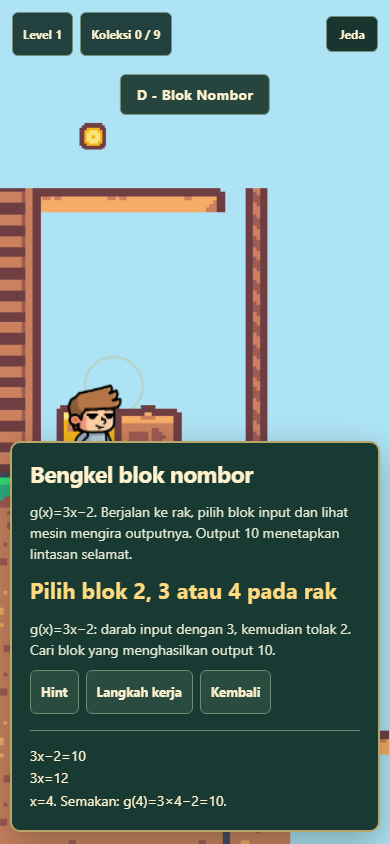 Level 1
Koleksi 0 / 9
Jeda
D - Blok Nombor
Bengkel blok nombor
g(x)=3x−2. Berjalan ke rak, pilih blok input dan lihat
mesin mengira outputnya. Output 10 menetapkan
lintasan selamat.
Pilih blok 2, 3 atau 4 pada rak
g(x)=3x−2: darab input dengan 3, kemudian tolak 2.
Cari blok yang menghasilkan output 10.
Hint
Langkah kerja
Kembali
3x−2=10
3x=12
x=4. Semakan: g(4)=3×4−2=10.